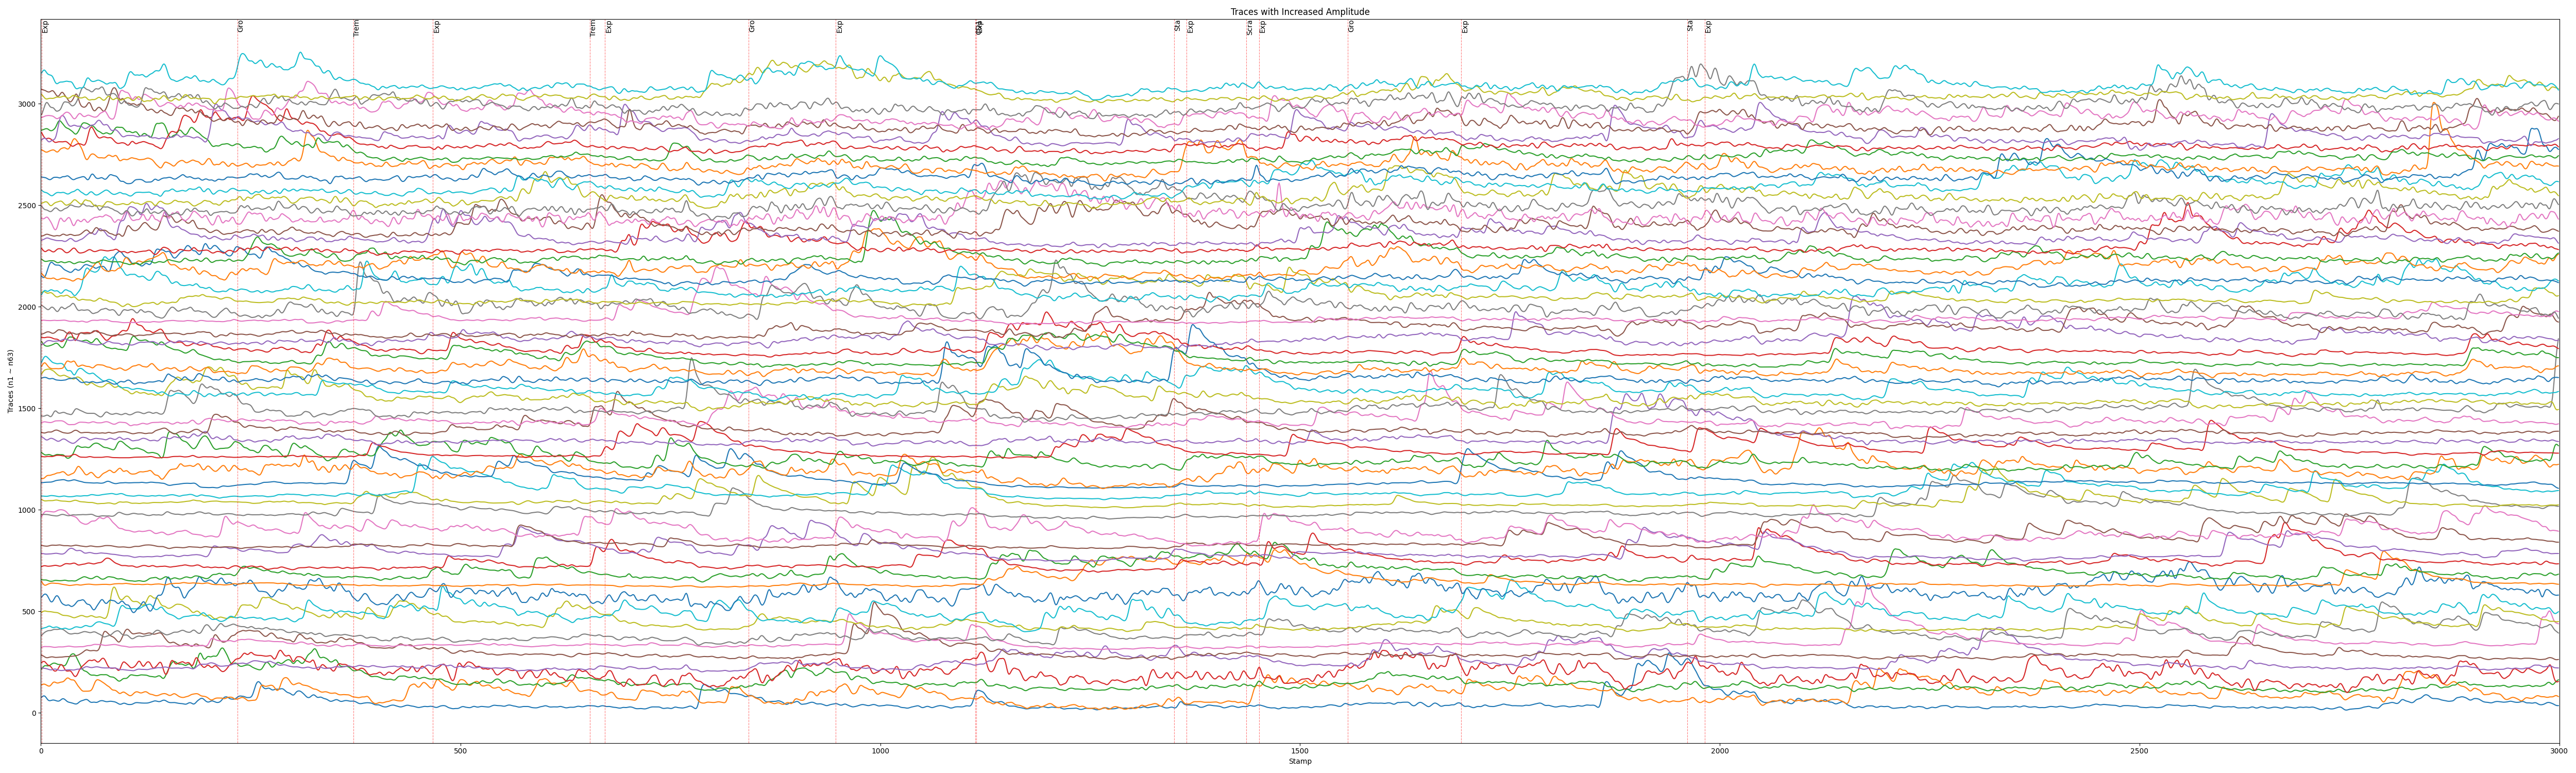 Traces with Increased Amplitude
Exp
Gro
Trem
Exp
Trem
Exp
Gro
Exp
Exp
Sta
Exp
Scra
Exp
Gro
Exp
Sta
Exp
3000
2500
2000
1500
1000
500
0
Traces (n1 − n63)
0
500
1000
1500
2000
2500
3000
Stamp